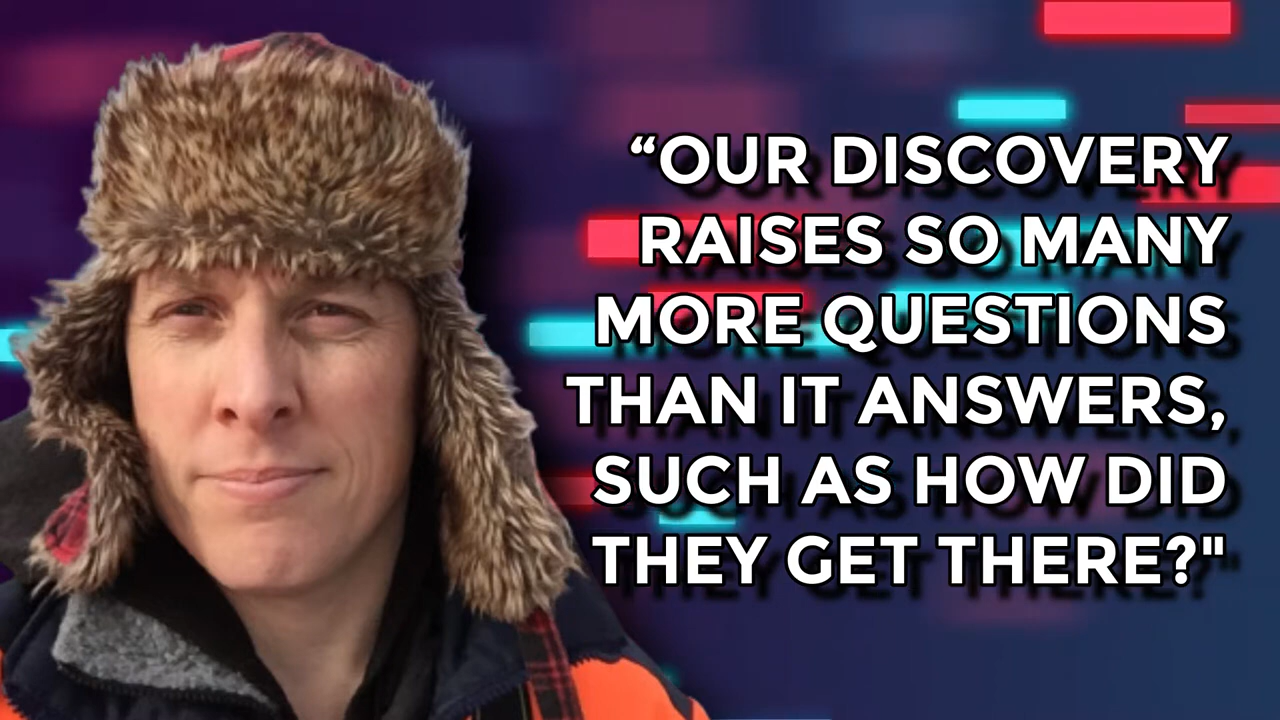 “OUR DISCOVERY
RAISES SO MANY
MORE QUESTIONS
THAN IT ANSWERS,
SUCH AS HOW DID
THEY GET THERE?"